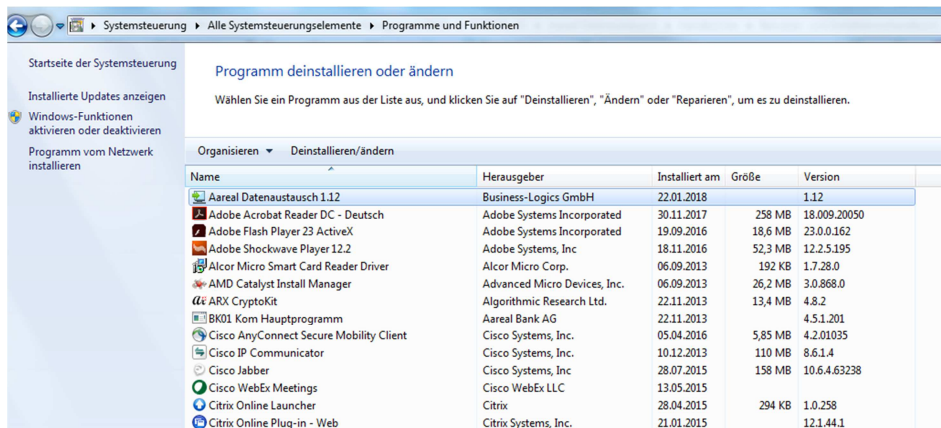 Systemsteuerung ▸ Alle Systemsteuerungselemente ▸ Programme und Funktionen
Startseite der Systemsteuerung
Installierte Updates anzeigen
Windows-Funktionen
aktivieren oder deaktivieren
Programm vom Netzwerk
installieren
Programm deinstallieren oder ändern
Wählen Sie ein Programm aus der Liste aus, und klicken Sie auf "Deinstallieren", "Ändern" oder "Reparieren", um es zu deinstallieren.
Organisieren Deinstallieren/ändern
Name Herausgeber Installiert am Größe Version
Aareal Datenaustausch 1.12 Business-Logics GmbH 22.01.2018 1.12
Adobe Acrobat Reader DC - Deutsch Adobe Systems Incorporated 30.11.2017 258 MB 18.009.20050
Adobe Flash Player 23 ActiveX Adobe Systems Incorporated 19.09.2016 18,6 MB 23.0.0.162
Adobe Shockwave Player 12.2 Adobe Systems, Inc 18.11.2016 52,3 MB 12.2.5.195
Alcor Micro Smart Card Reader Driver Alcor Micro Corp. 06.09.2013 192 KB 1.7.28.0
AMD Catalyst Install Manager Advanced Micro Devices, Inc. 06.09.2013 26,2 MB 3.0.868.0
ARX CryptoKit Algorithmic Research Ltd. 22.11.2013 13,4 MB 4.8.2
BK01 Kom Hauptprogramm Aareal Bank AG 22.11.2013 4.5.1.201
Cisco AnyConnect Secure Mobility Client Cisco Systems, Inc. 05.04.2016 5,85 MB 4.2.01035
Cisco IP Communicator Cisco Systems, Inc. 10.12.2013 110 MB 8.6.1.4
Cisco Jabber Cisco Systems, Inc 28.07.2015 158 MB 10.6.4.63238
Cisco WebEx Meetings Cisco WebEx LLC 13.05.2015
Citrix Online Launcher Citrix 28.04.2015 294 KB 1.0.258
Citrix Online Plug-in - Web Citrix Systems, Inc. 21.01.2015 12.1.44.1